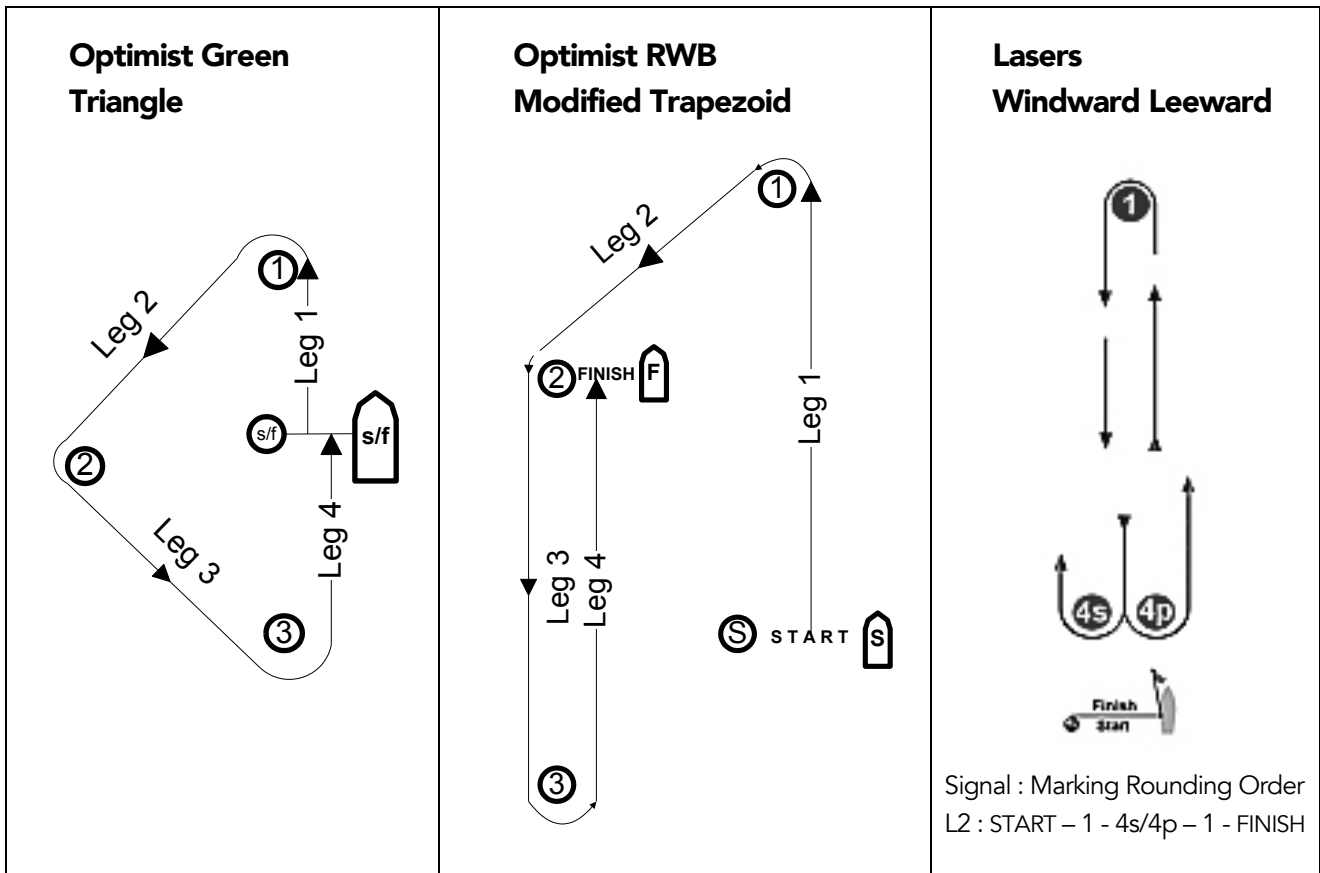 Optimist Green
Triangle
1
Leg 2
Leg 1
s/f
s/f
2
Leg 3
Leg 4
3
Optimist RWB
Modified Trapezoid
1
Leg 2
2 FINISH F
Leg 1
Leg 3
Leg 4
S START S
3
Lasers
Windward Leeward
1
4s 4p
Finish
Start
Signal : Marking Rounding Order
L2 : START – 1 - 4s/4p – 1 - FINISH